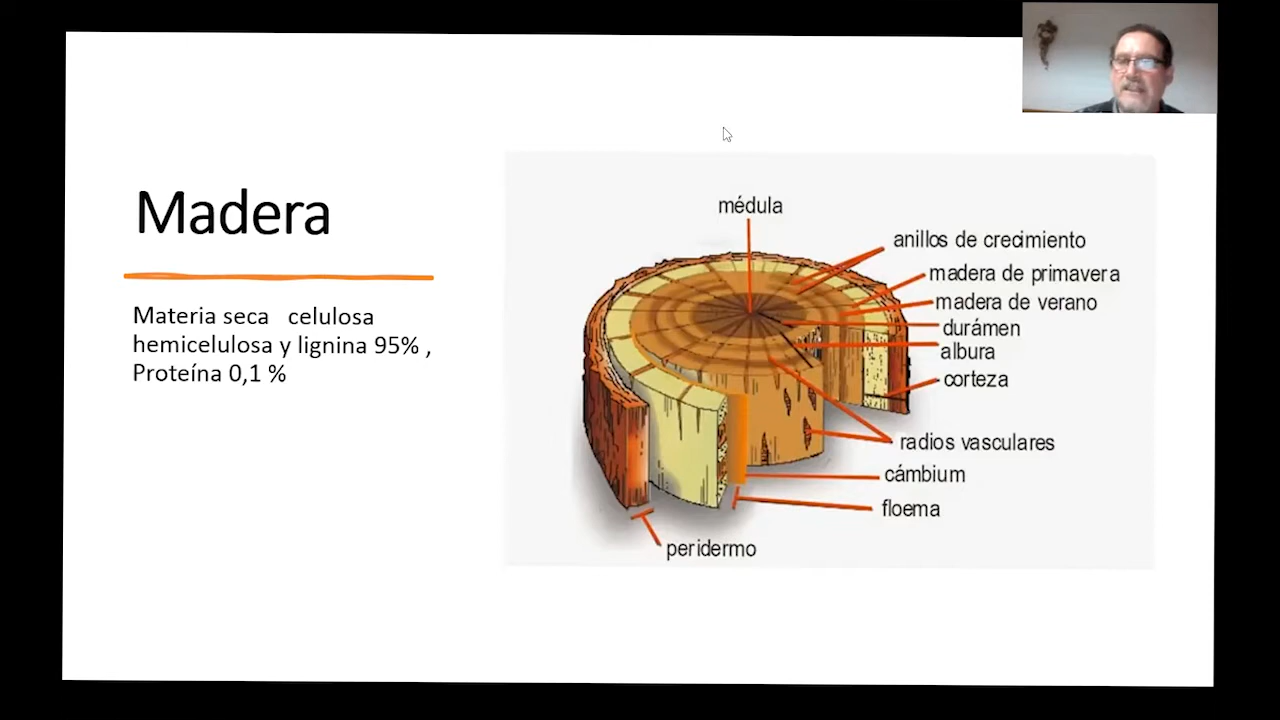 Madera
Materia seca celulosa
hemicelulosa y lignina 95% ,
Proteína 0,1 %
médula
anillos de crecimiento
madera de primavera
madera de verano
durámen
albura
corteza
radios vasculares
cámbium
floema
peridermo